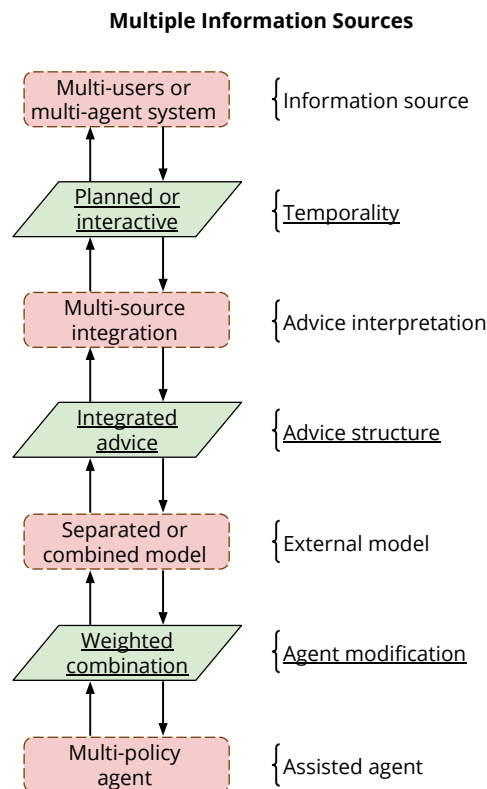 Multiple Information Sources
Multi-users or
multi-agent system
Information source
Planned or
interactive
Temporality
Multi-source
integration
Advice interpretation
Integrated
advice
Advice structure
Separated or
combined model
External model
Weighted
combination
Agent modification
Multi-policy
agent
Assisted agent